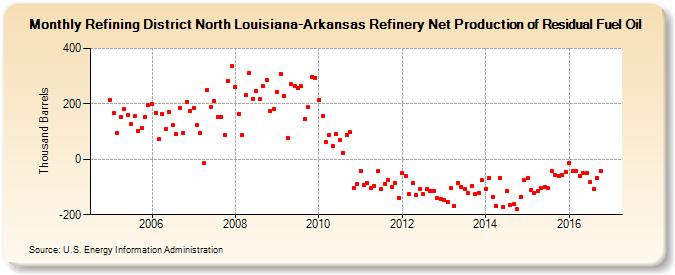 Monthly Refining District North Louisiana-Arkansas Refinery Net Production of Residual Fuel Oil
Thousand Barrels
400
200
0
-200
2006 2008 2010 2012 2014 2016
Source: U.S. Energy Information Administration